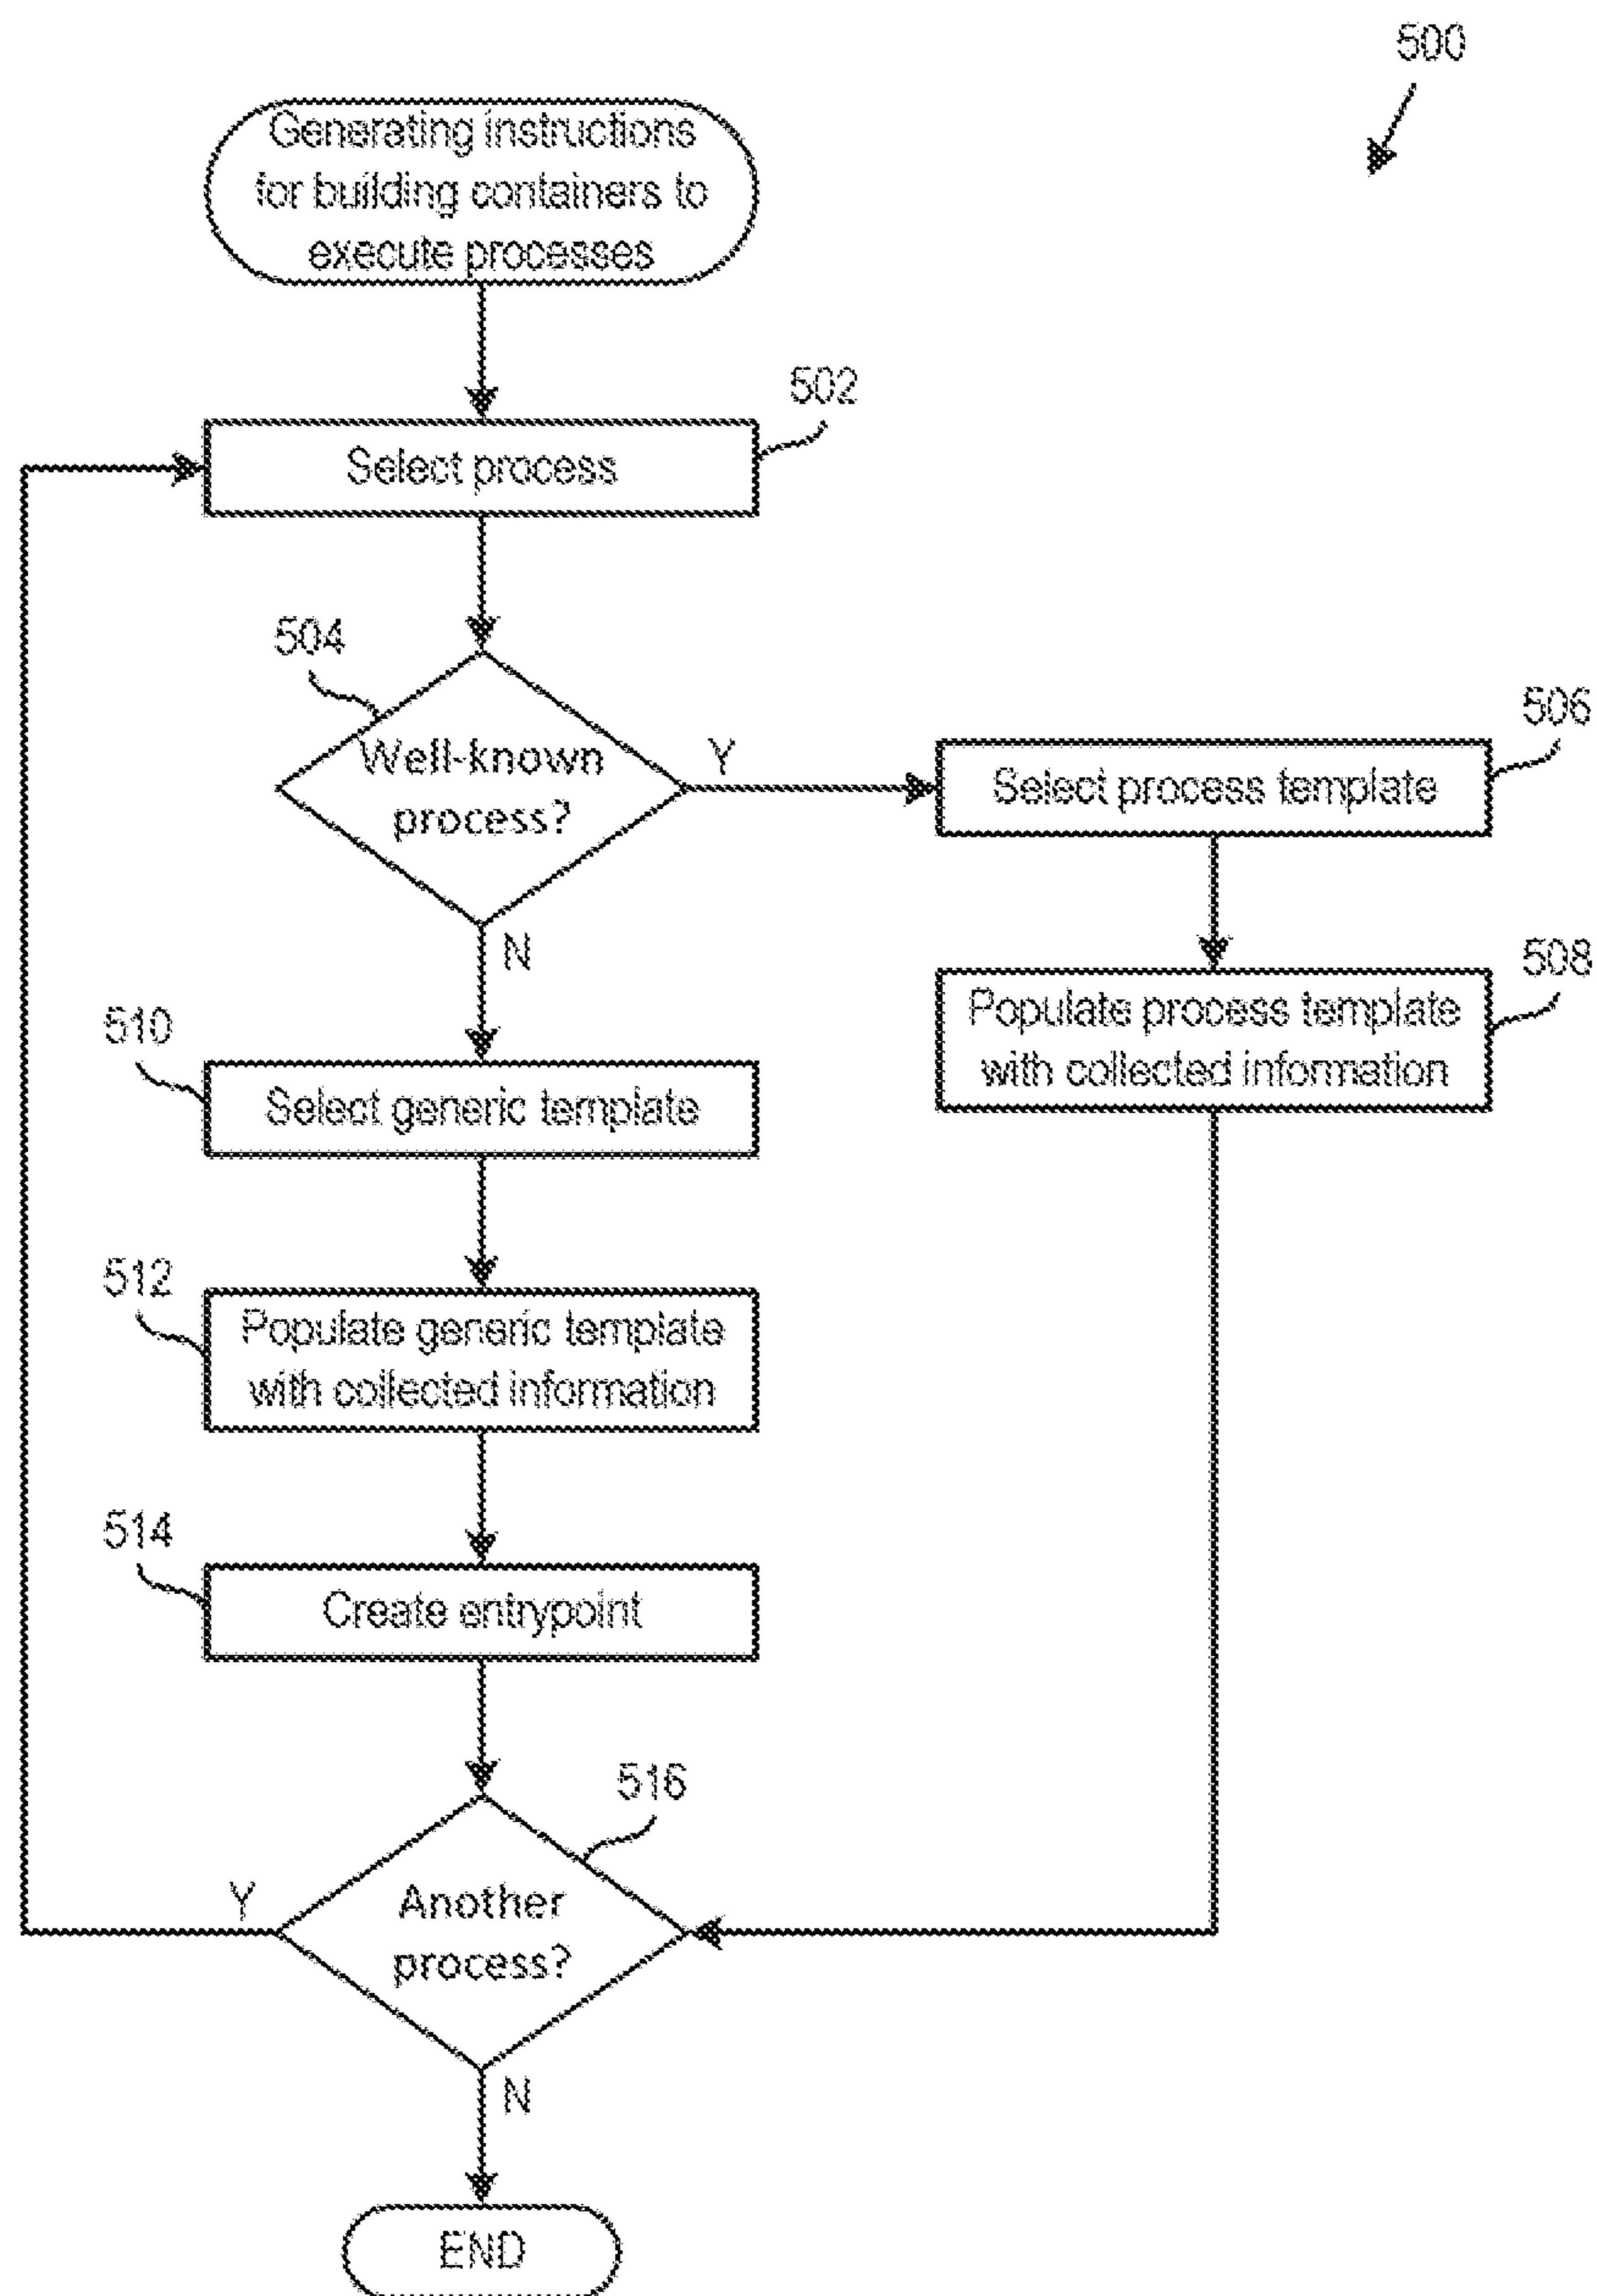 500
Generating instructions
for building containers to
execute processes
502
Select process
504
Well-known
process?
Y
N
506
Select process template
508
Populate process template
with collected information
510
Select generic template
512
Populate generic template
with collected information
514
Create entrypoint
516
Another
process?
Y
N
END